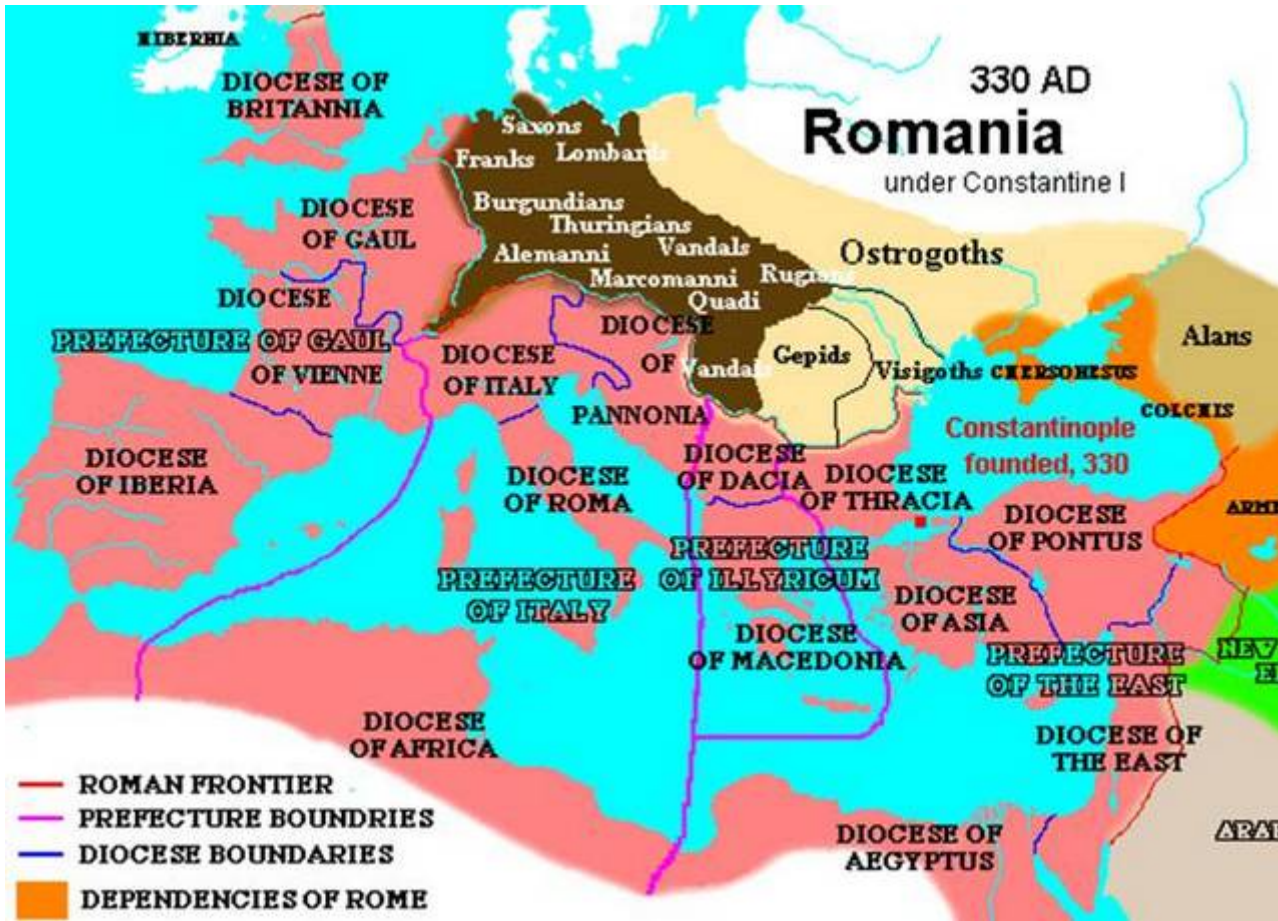 HIBERHIA
DIOCESE OF
BRITANNIA
330 AD
Romania
under Constantine I
Saxons
Franks
Lombards
Burgundians
Thuringians
Vandals
Alemanni
Marcomanni
Rugians
Quadi
Vandals
Ostrogoths
Gepids
Visigoths
Alans
CHERSOHESUS
COLCHIS
Constantinople
founded, 330
DIOCESE
OF GAUL
DIOCESE
OF VIENNE
PREFECTURE OF GAUL
DIOCESE
OF ITALY
DIOCESE
OF
PANNONIA
DIOCESE
OF IBERIA
DIOCESE
OF ROMA
DIOCESE
OF DACIA
DIOCESE
OF THRACIA
DIOCESE
OF PONTUS
PREFECTURE
OF ITALY
PREFECTURE
OF ILLYRICUM
DIOCESE
OF ASIA
DIOCESE
OF MACEDONIA
PREFECTURE
OF THE EAST
DIOCESE
OF AFRICA
DIOCESE OF
THE EAST
DIOCESE OF
AEGYPTUS
ROMAN FRONTIER
PREFECTURE BOUNDRIES
DIOCESE BOUNDARIES
DEPENDENCIES OF ROME